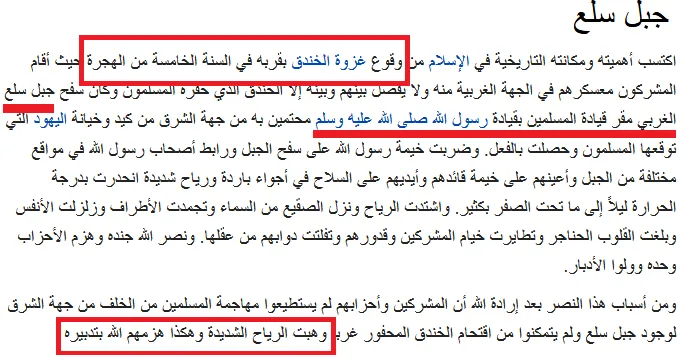 جبل سلع
اكتسب أهميته ومكانته التاريخية في الإسلام من وقوع غزوة الخندق بقربه في السنة الخامسة من الهجرة حيث أقام
المشركون معسكرهم في الجهة الغربية منه ولا يفصل بينهم وبينه إلا الخندق الذي حفره المسلمون وكان سفح جبل سلع
الغربي مقر قيادة المسلمين بقيادة رسول الله صلى الله عليه وسلم محتمين به من جهة الشرق من كيد وخيانة اليهود التي
توقعها المسلمون وحصلت بالفعل. وضربت خيمة رسول الله على سفح الجبل ورابط أصحاب رسول الله في مواقع
مختلفة من الجبل وأعينهم على خيمة قائدهم وأيديهم على السلاح في أجواء باردة ورياح شديدة انحدرت بدرجة
الحرارة ليلاً إلى ما تحت الصفر بكثير. واشتدت الرياح ونزل الصقيع من السماء وتجمدت الأطراف وزلزلت الأنفس
وبلغت القلوب الحناجر وتطايرت خيام المشركين وقدورهم وتفلتت دوابهم من عقلها. ونصر الله جنده وهزم الأحزاب
وحده وولوا الأدبار.
ومن أسباب هذا النصر بعد إرادة الله أن المشركين وأحزابهم لم يستطيعوا مهاجمة المسلمين من الخلف من جهة الشرق
لوجود جبل سلع ولم يتمكنوا من اقتحام الخندق المحفور غرب وهبت الرياح الشديدة وهكذا هزمهم الله بتدبيره